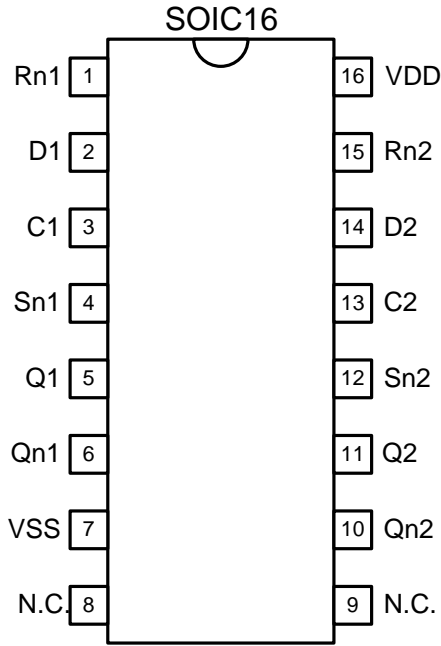 SOIC16
Rn1 1 16 VDD
D1 2 15 Rn2
C1 3 14 D2
Sn1 4 13 C2
Q1 5 12 Sn2
Qn1 6 11 Q2
VSS 7 10 Qn2
N.C. 8 9 N.C.